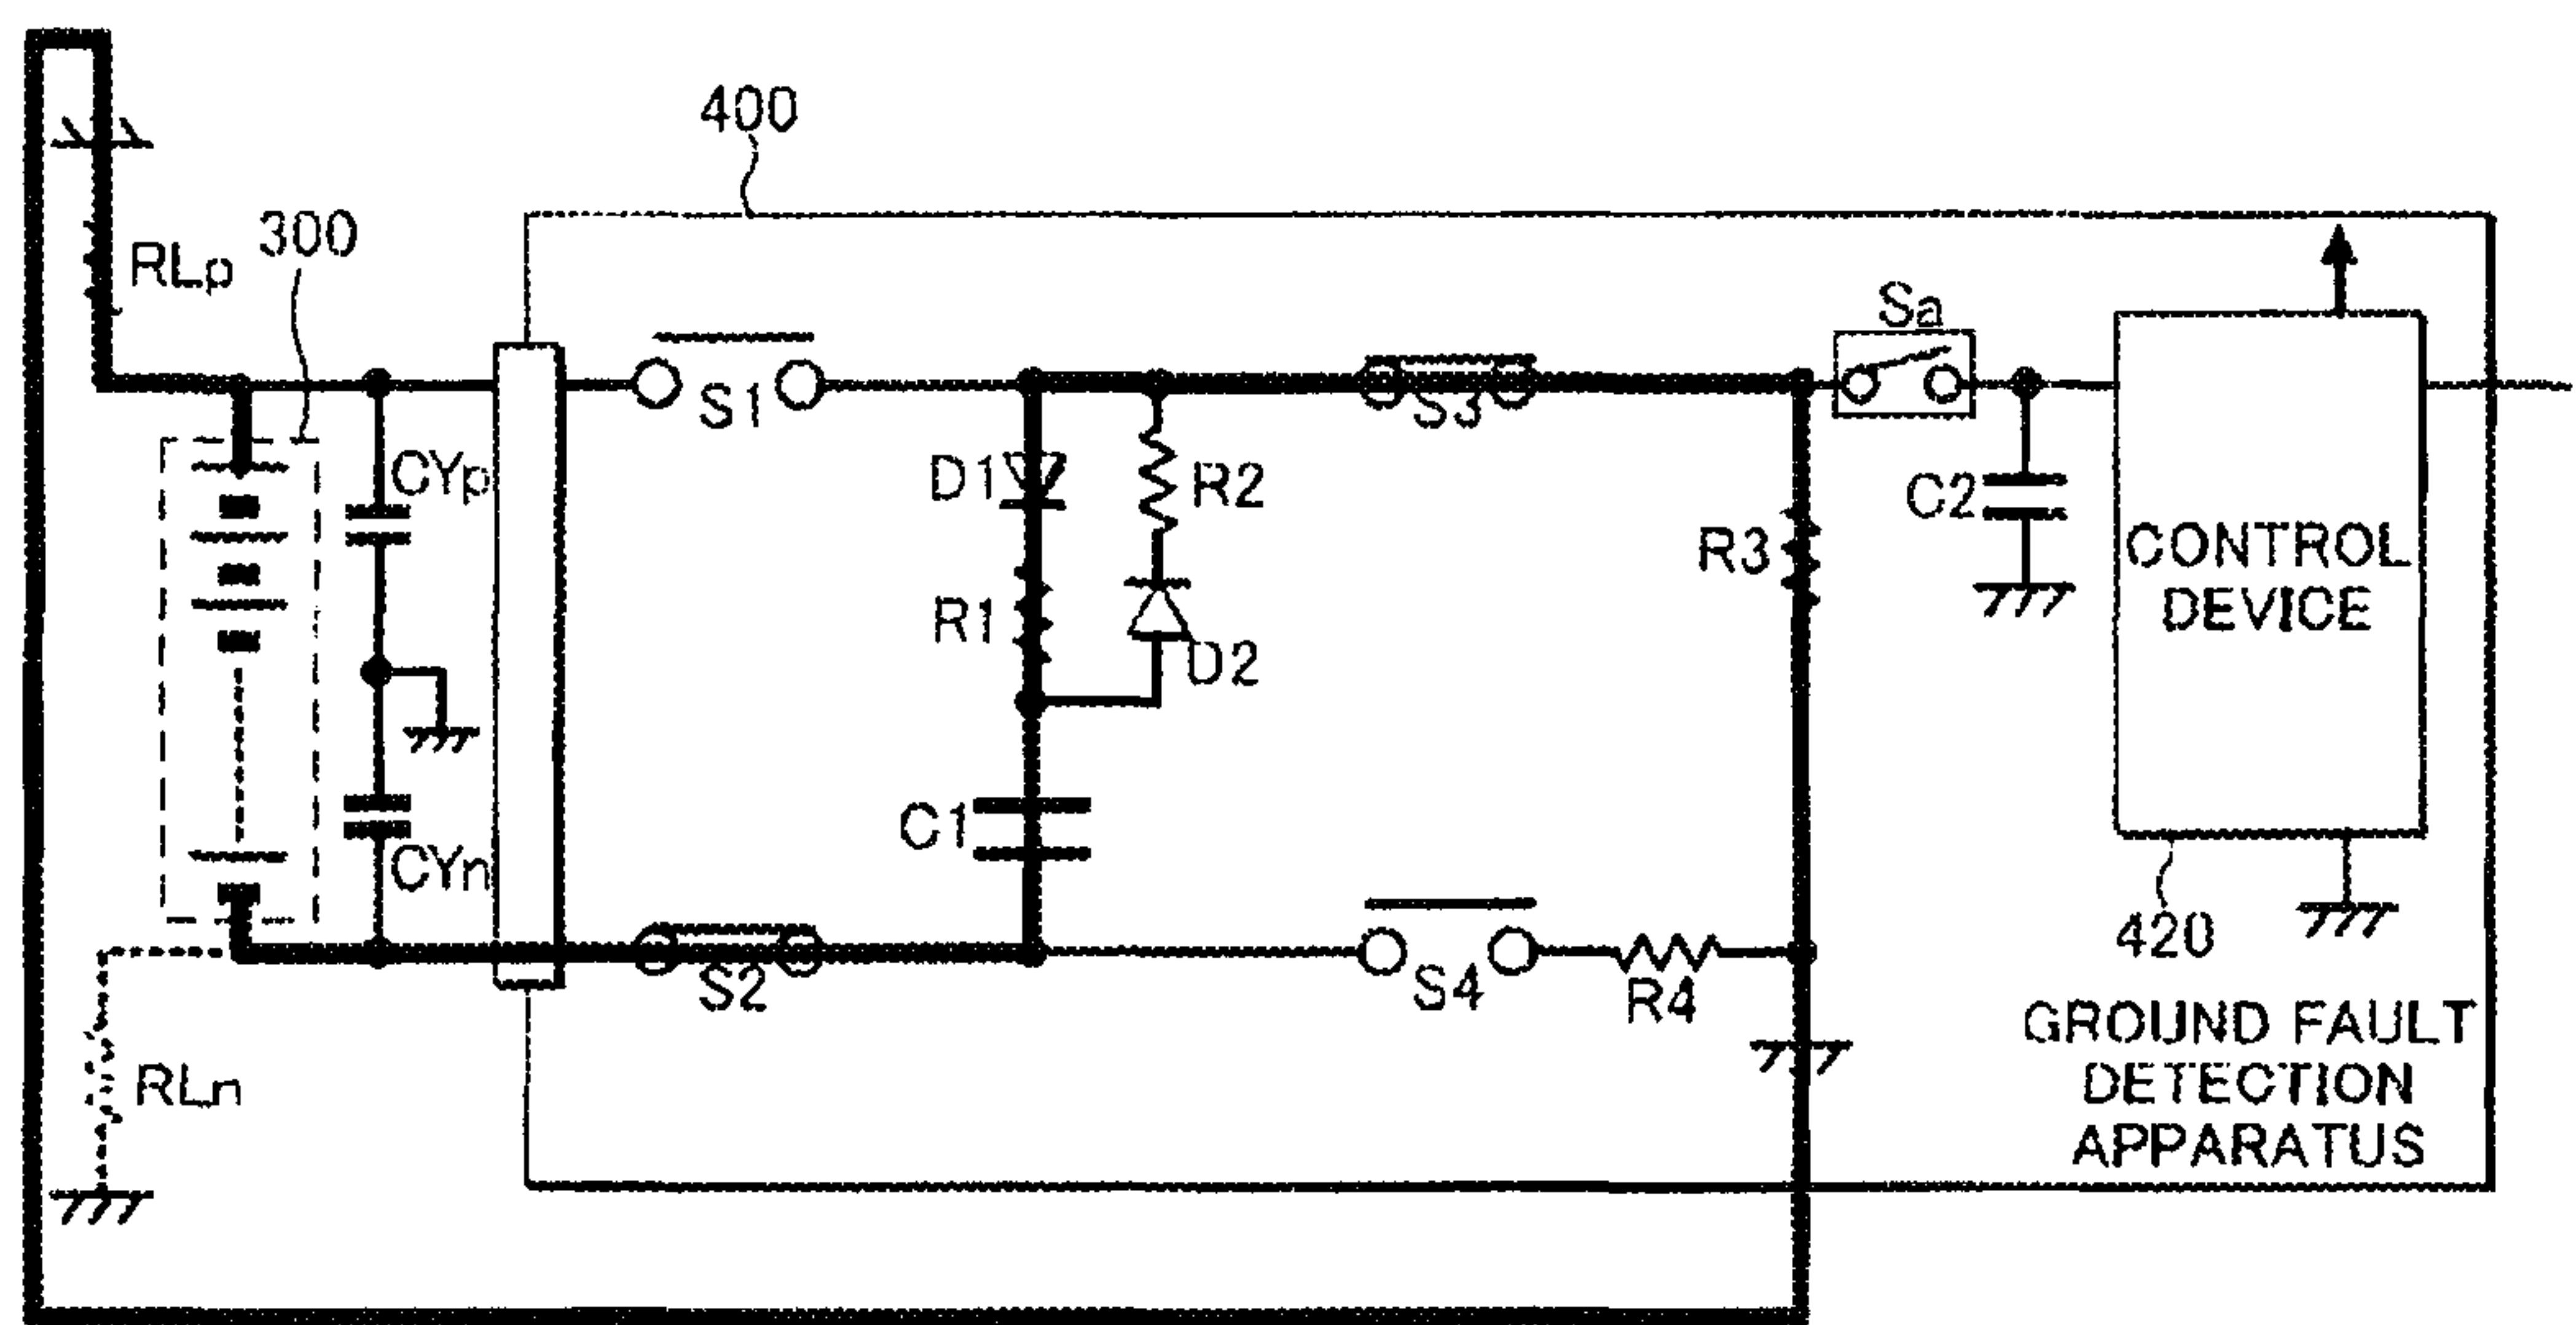 400
300
RLp
Sa
S1
S3
CYp
D1
R2
C2
R3
CONTROL
DEVICE
R1
D2
C1
CYn
S2
S4
R4
420
GROUND FAULT
DETECTION
APPARATUS
RLn